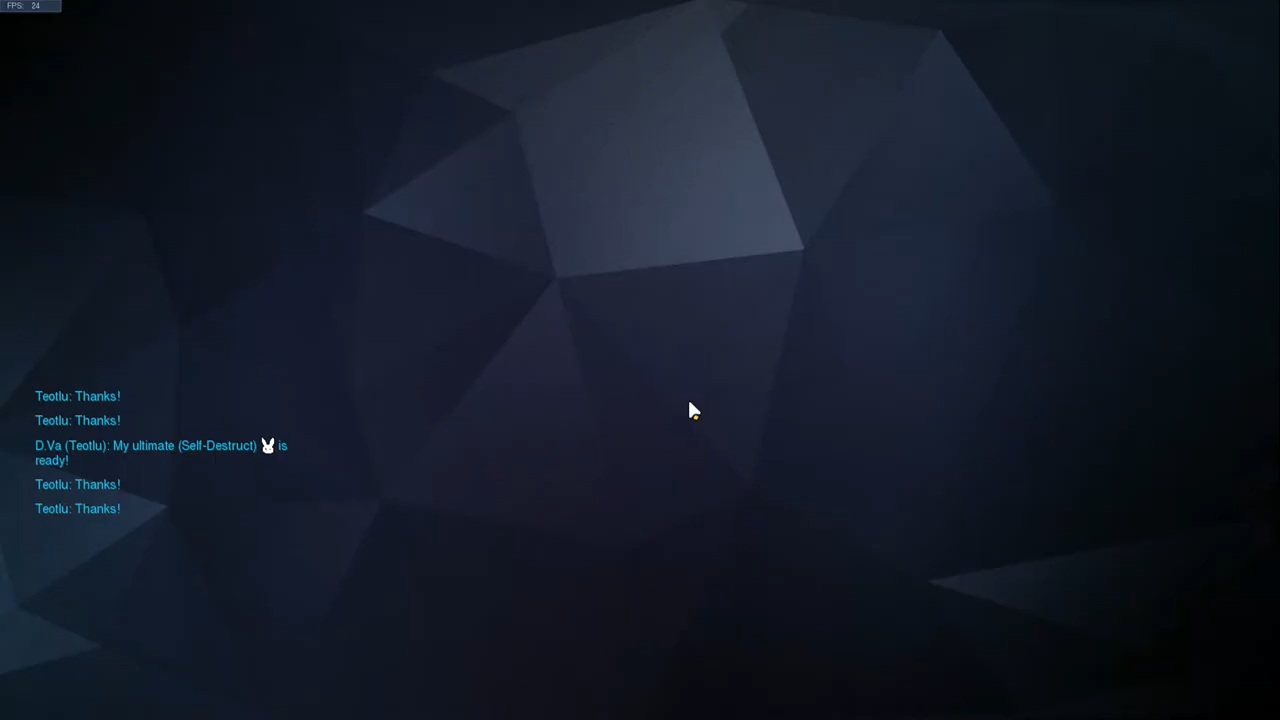 FPS: 24
Teotlu: Thanks!
Teotlu: Thanks!
D.Va (Teotlu): My ultimate (Self-Destruct) 🐰 is
ready!
Teotlu: Thanks!
Teotlu: Thanks!